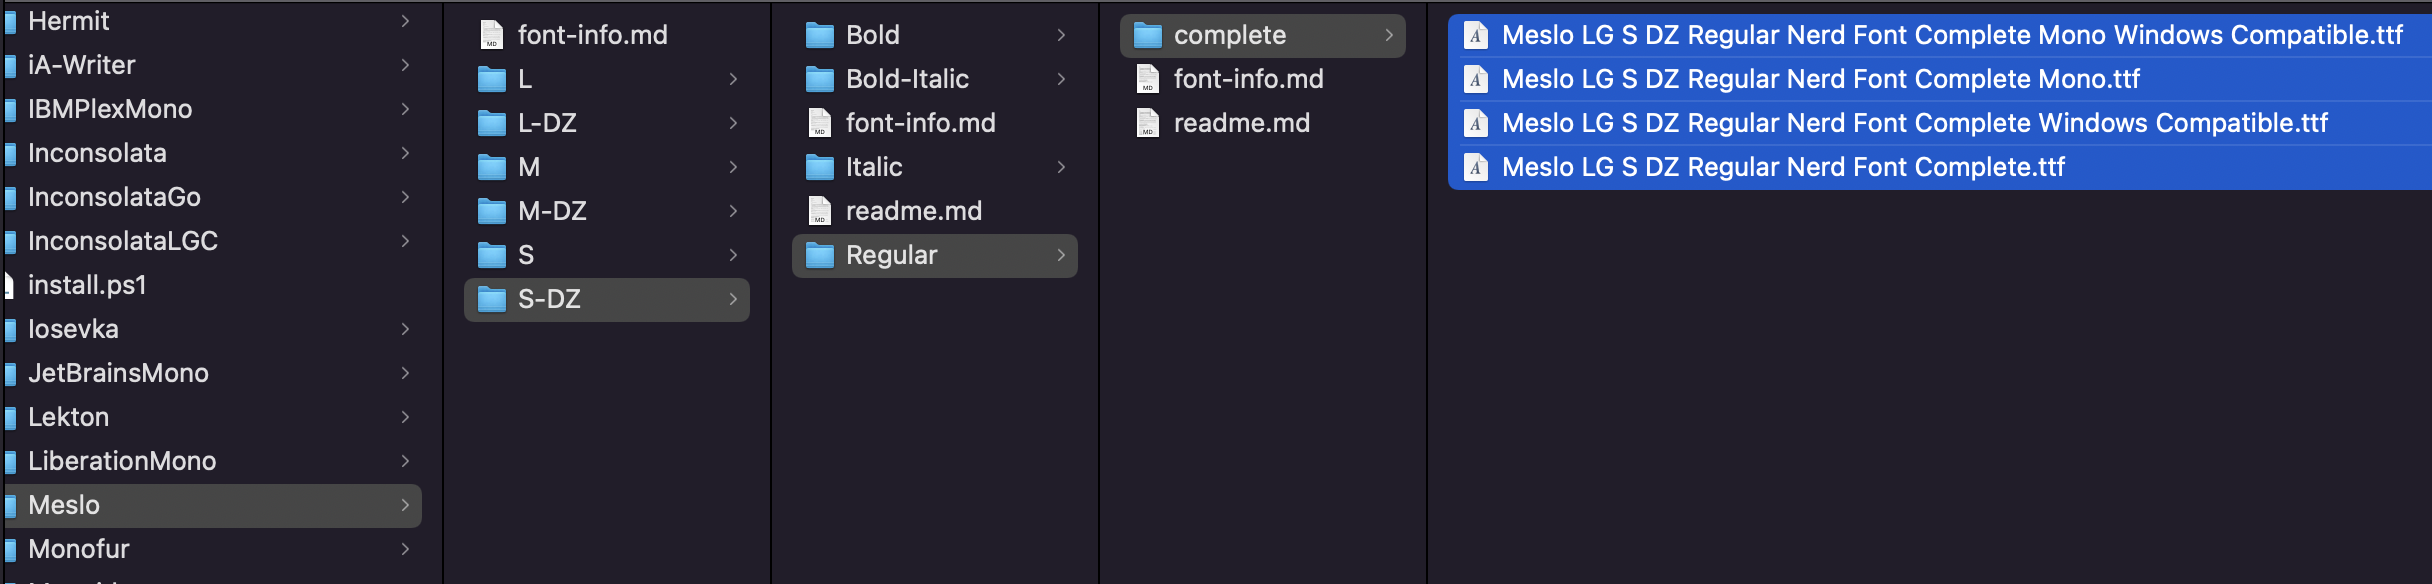 Hermit
iA-Writer
IBMPlexMono
Inconsolata
InconsolataGo
InconsolataLGC
install.ps1
Iosevka
JetBrainsMono
Lekton
LiberationMono
Meslo
Monofur
font-info.md
L
L-DZ
M
M-DZ
S
S-DZ
Bold
Bold-Italic
font-info.md
Italic
readme.md
Regular
complete
font-info.md
readme.md
Meslo LG S DZ Regular Nerd Font Complete Mono Windows Compatible.ttf
Meslo LG S DZ Regular Nerd Font Complete Mono.ttf
Meslo LG S DZ Regular Nerd Font Complete Windows Compatible.ttf
Meslo LG S DZ Regular Nerd Font Complete.ttf